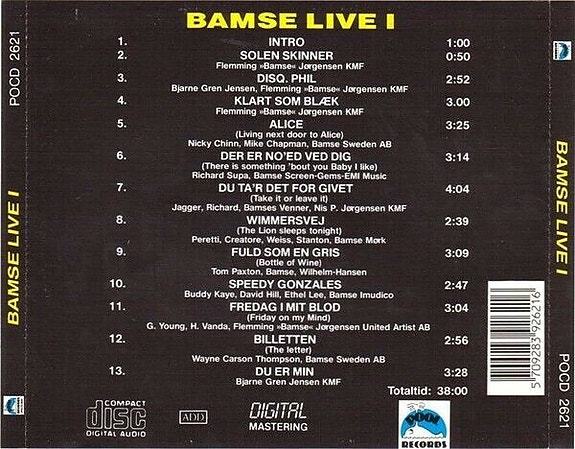 BAMSE LIVE I
1. INTRO 1:00
2. SOLEN SKINNER 0:50
Flemming »Bamse« Jørgensen KMF
3. DISQ. PHIL 2:52
Bjarne Gren Jensen, Flemming »Bamse« Jørgensen KMF
4. KLART SOM BLÆK 3.00
Flemming »Bamse« Jørgensen KMF
5. ALICE 3:25
(Living next door to Alice)
Nicky Chinn, Mike Chapman, Bamse Sweden AB
6. DER ER NO'ED VED DIG 3:14
(There is something 'bout you Baby I like)
Richard Supa, Bamse Screen-Gems-EMI Music
7. DU TA'R DET FOR GIVET 4:04
(Take it or leave it)
Jagger, Richard, Bamses Venner, Nis P. Jørgensen KMF
8. WIMMERSVEJ 2:39
(The Lion sleeps tonight)
Peretti, Creatore, Weiss, Stanton, Bamse Mørk
9. FULD SOM EN GRIS 3:09
(Bottle of Wine)
Tom Paxton, Bamse, Wilhelm-Hansen
10. SPEEDY GONZALES 2:47
Buddy Kaye, David Hill, Ethel Lee, Bamse Imudico
11. FREDAG I MIT BLOD 3:04
(Friday on my Mind)
G. Young, H. Vanda, Flemming »Bamse« Jørgensen United Artist AB
12. BILLETTEN 2:56
(The letter)
Wayne Carson Thompson, Bamse Sweden AB
13. DU ER MIN 3:28
Bjarne Gren Jensen KMF
Totaltid: 38:00
COMPACT
disc
DIGITAL AUDIO
ADD
DIGITAL
MASTERING
POOL
RECORDS
POCD 2621
BAMSE LIVE I
BAMSE LIVE I
POCD 2621
5 709283 926216